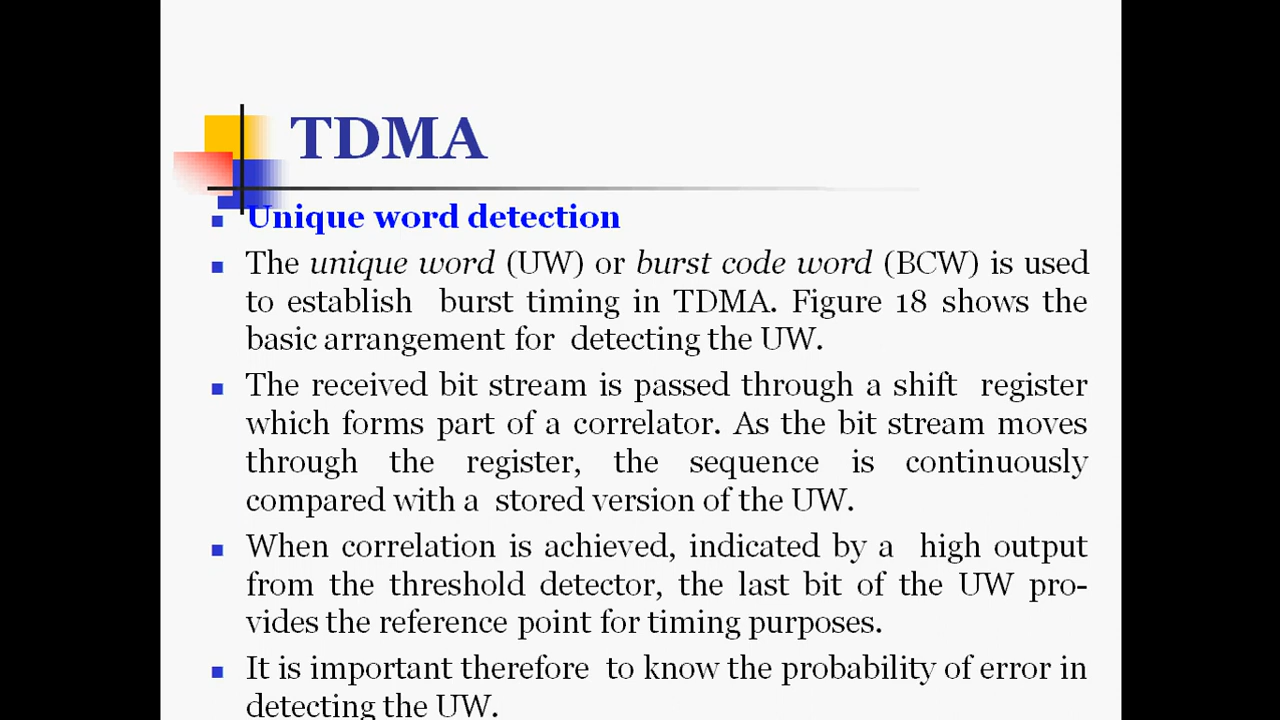 TDMA
Unique word detection
The unique word (UW) or burst code word (BCW) is used
to establish burst timing in TDMA. Figure 18 shows the
basic arrangement for detecting the UW.
The received bit stream is passed through a shift register
which forms part of a correlator. As the bit stream moves
through the register, the sequence is continuously
compared with a stored version of the UW.
When correlation is achieved, indicated by a high output
from the threshold detector, the last bit of the UW pro-
vides the reference point for timing purposes.
It is important therefore to know the probability of error in
detecting the UW.